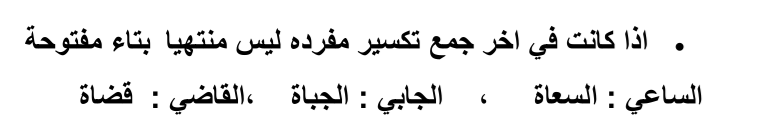 • اذا كانت في اخر جمع تكسير مفرده ليس منتهيا بتاء مفتوحة
الساعي : السعاة ، الجابي : الجباة ،القاضي : قضاة